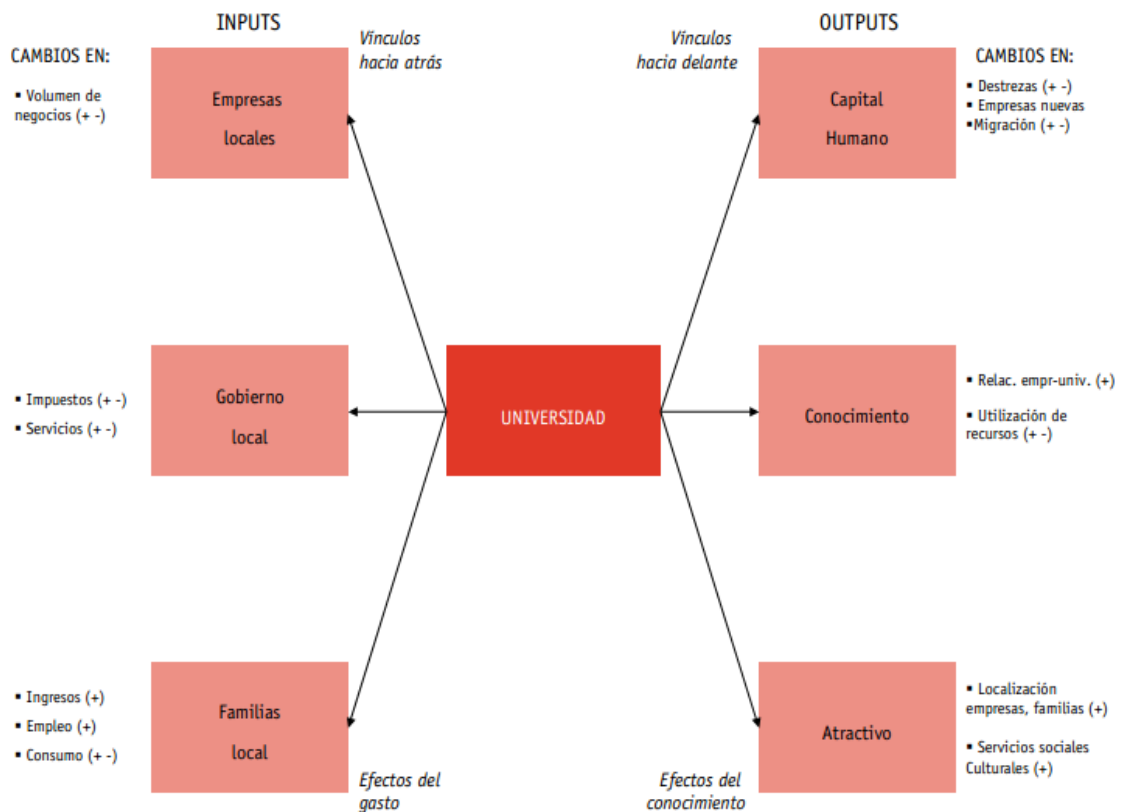 INPUTS
OUTPUTS
CAMBIOS EN:
▪ Volumen de
negocios (+ -)
Empresas
locales
Vínculos
hacia atrás
Vínculos
hacia delante
Capital
Humano
CAMBIOS EN:
▪ Destrezas (+ -)
▪ Empresas nuevas
▪Migración (+ -)
▪ Impuestos (+ -)
▪ Servicios (+ -)
Gobierno
local
UNIVERSIDAD
Conocimiento
▪ Relac. empr-univ. (+)
▪ Utilización de
recursos (+ -)
▪ Ingresos (+)
▪ Empleo (+)
▪ Consumo (+ -)
Familias
local
Efectos del
gasto
Efectos del
conocimiento
Atractivo
▪ Localización
empresas, familias (+)
▪ Servicios sociales
Culturales (+)